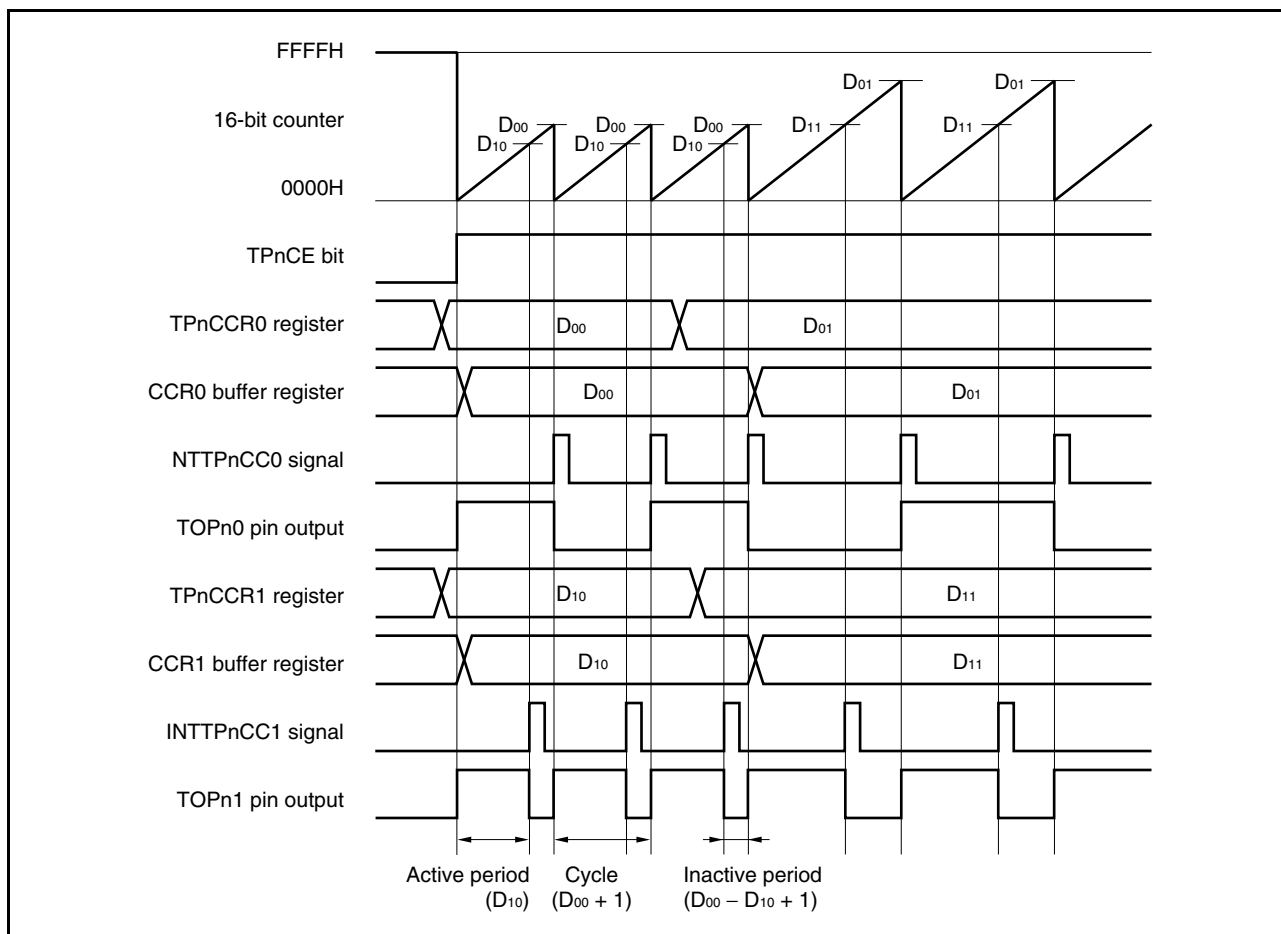 FFFFH
16-bit counter
0000H
D00 D00 D00 D01 D01
D10 D10 D10 D11 D11
TPnCE bit
TPnCCR0 register
D00 D01
CCR0 buffer register
D00 D01
NTTPnCC0 signal
TOPn0 pin output
TPnCCR1 register
D10 D11
CCR1 buffer register
D10 D11
INTTPnCC1 signal
TOPn1 pin output
Active period
(D10)
Cycle
(D00 + 1)
Inactive period
(D00 − D10 + 1)